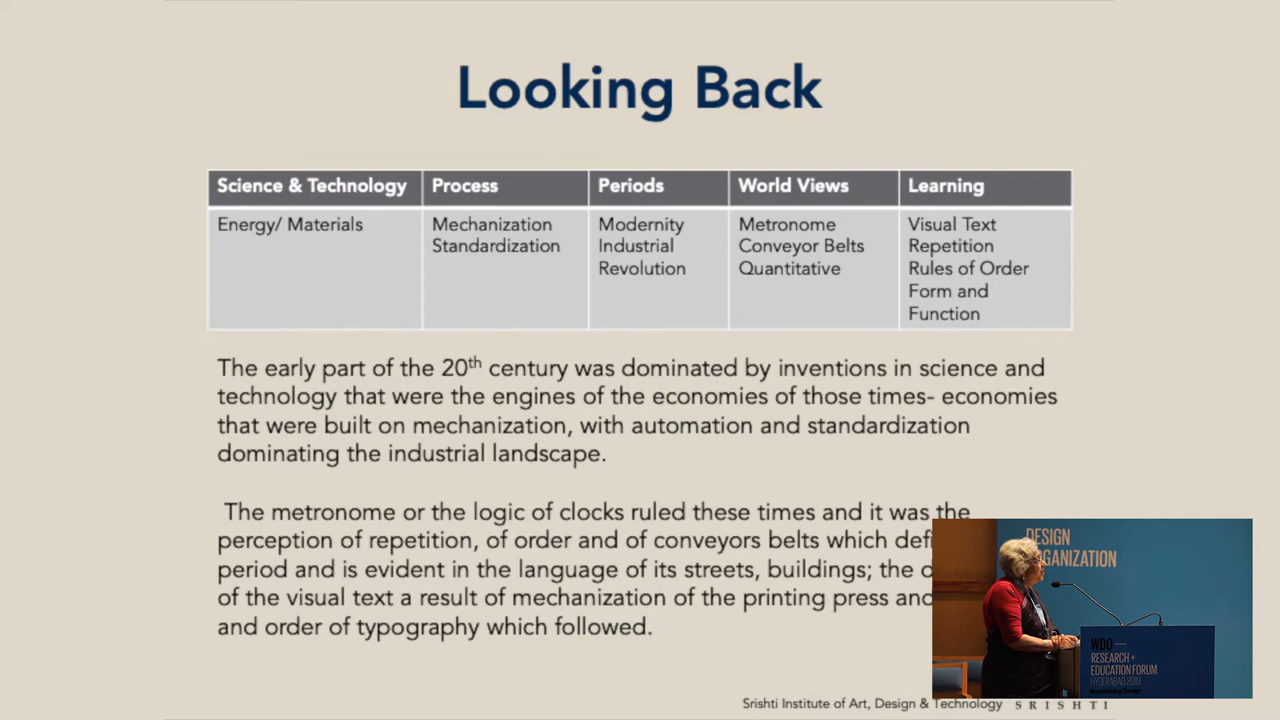 Looking Back
Science & Technology Process Periods World Views Learning
Energy/ Materials Mechanization Modernity Metronome Visual Text
Standardization Industrial Conveyor Belts Repetition
Revolution Quantitative Rules of Order
Form and
Function
The early part of the 20th century was dominated by inventions in science and
technology that were the engines of the economies of those times- economies
that were built on mechanization, with automation and standardization
dominating the industrial landscape.
The metronome or the logic of clocks ruled these times and it was the
perception of repetition, of order and of conveyors belts which
period and is evident in the language of its streets, buildings; the
of the visual text a result of mechanization of the printing press and
and order of typography which followed.
DESIGN
ORGANIZATION
WDO
RESEARCH +
EDUCATION FORUM
HYDERABAD 2019
Humanizing Design
Srishti Institute of Art, Design & Technology SRISHTI